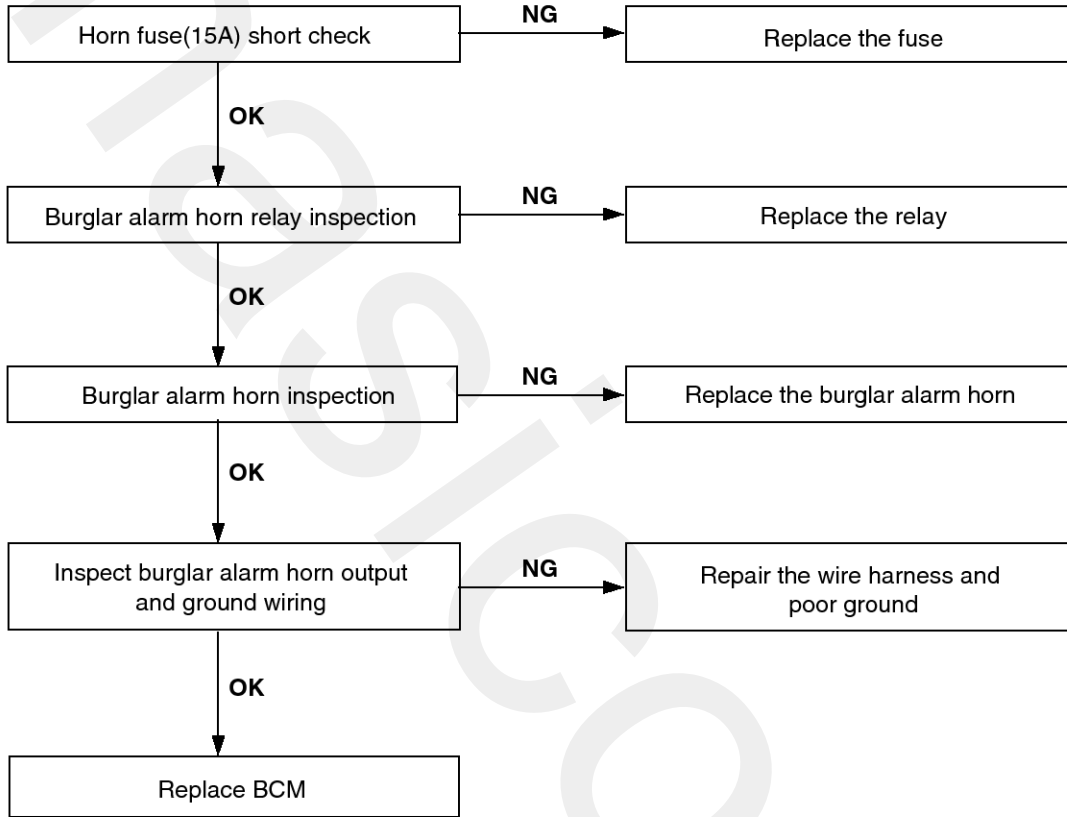 Horn fuse(15A) short check
NG
Replace the fuse
OK
Burglar alarm horn relay inspection
NG
Replace the relay
OK
Burglar alarm horn inspection
NG
Replace the burglar alarm horn
OK
Inspect burglar alarm horn output
and ground wiring
NG
Repair the wire harness and
poor ground
OK
Replace BCM